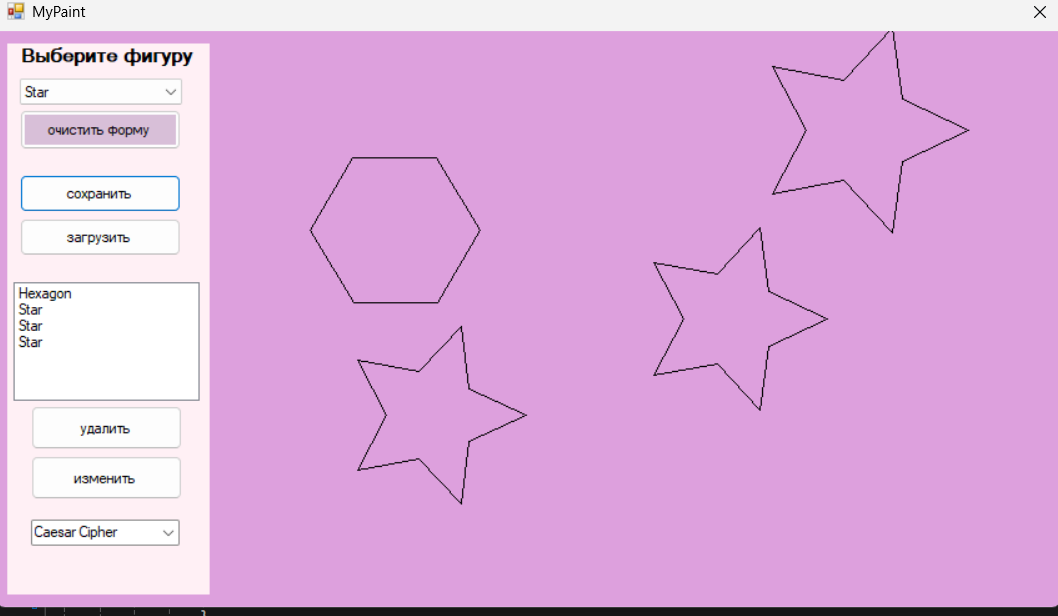 MyPaint
Выберите фигуру
Star
очистить форму
сохранить
загрузить
Hexagon
Star
Star
Star
удалить
изменить
Caesar Cipher